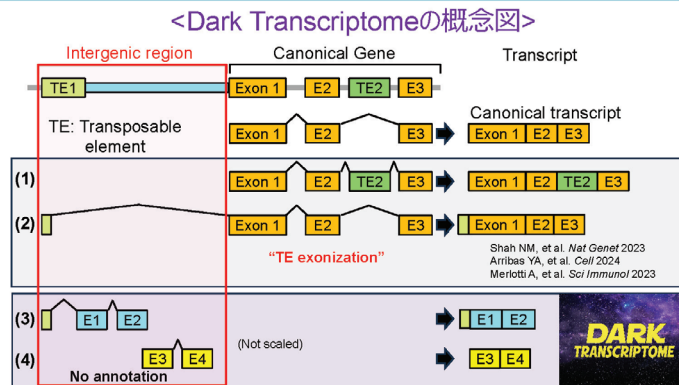 <Dark Transcriptomeの概念図>
Intergenic region
Canonical Gene
Transcript
TE1
Exon 1
E2
TE2
E3
TE: Transposable
element
Exon 1
E2
E3
Canonical transcript
Exon 1 E2 E3
(1)
Exon 1
E2
TE2
E3
Exon 1 E2 TE2 E3
(2)
Exon 1
E2
E3
Exon 1 E2 E3
“TE exonization”
Shah NM, et al. Nat Genet 2023
Arribas YA, et al. Cell 2024
Merlotti A, et al. Sci Immunol 2023
(3)
E1
E2
(Not scaled)
E1 E2
(4)
E3
E4
E3 E4
No annotation
DARK
TRANSCRIPTOME